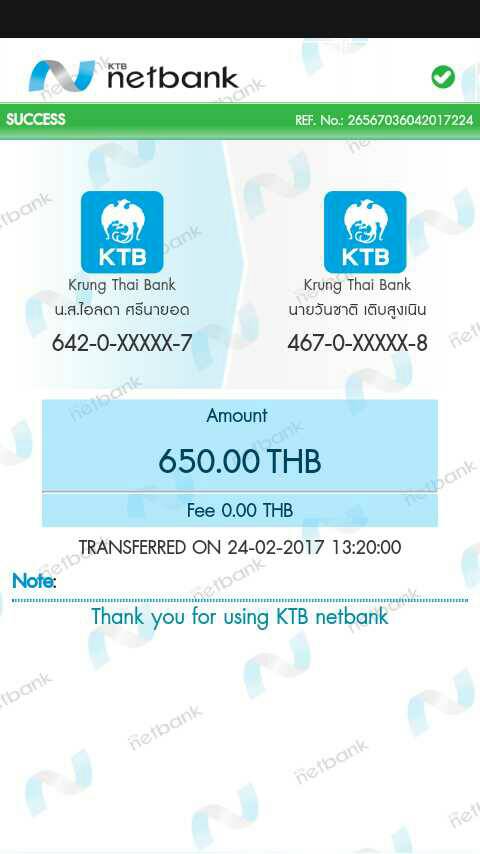 KTB
netbank
SUCCESS
REF. No.: 26567036042017224
KTB
KTB
Krung Thai Bank
Krung Thai Bank
น.ส.ไอลดา ศรีนายอด
นายวันชาติ เติบสูงเนิน
642-0-XXXXX-7
467-0-XXXXX-8
Amount
650.00 THB
Fee 0.00 THB
TRANSFERRED ON 24-02-2017 13:20:00
Note:
Thank you for using KTB netbank